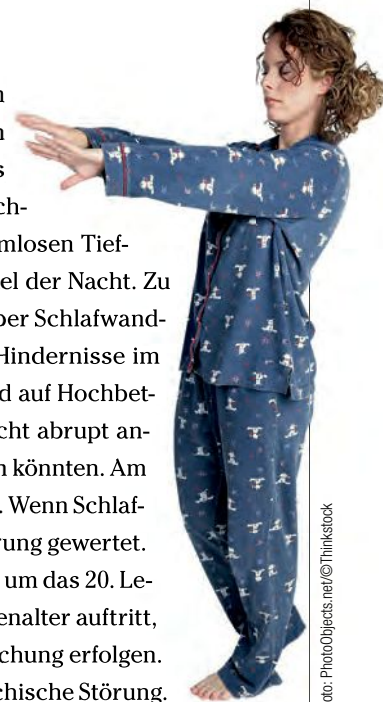 n
n
s
ch-
mlosen Tief-
el der Nacht. Zu
ber Schlafwand-
Hindernisse im
d auf Hochbet-
cht abrupt an-
n könnten. Am
. Wenn Schlaf-
rung gewertet.
um das 20. Le-
enalter auftritt,
chung erfolgen.
chische Störung.
oto: PhotoObjects.net/©Thinkstock